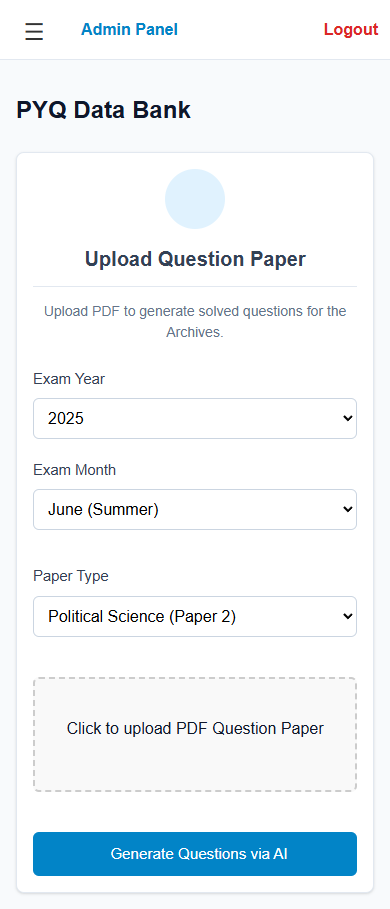 ☰ Admin Panel Logout
PYQ Data Bank
Upload Question Paper
Upload PDF to generate solved questions for the
Archives.
Exam Year
2025
Exam Month
June (Summer)
Paper Type
Political Science (Paper 2)
Click to upload PDF Question Paper
Generate Questions via AI